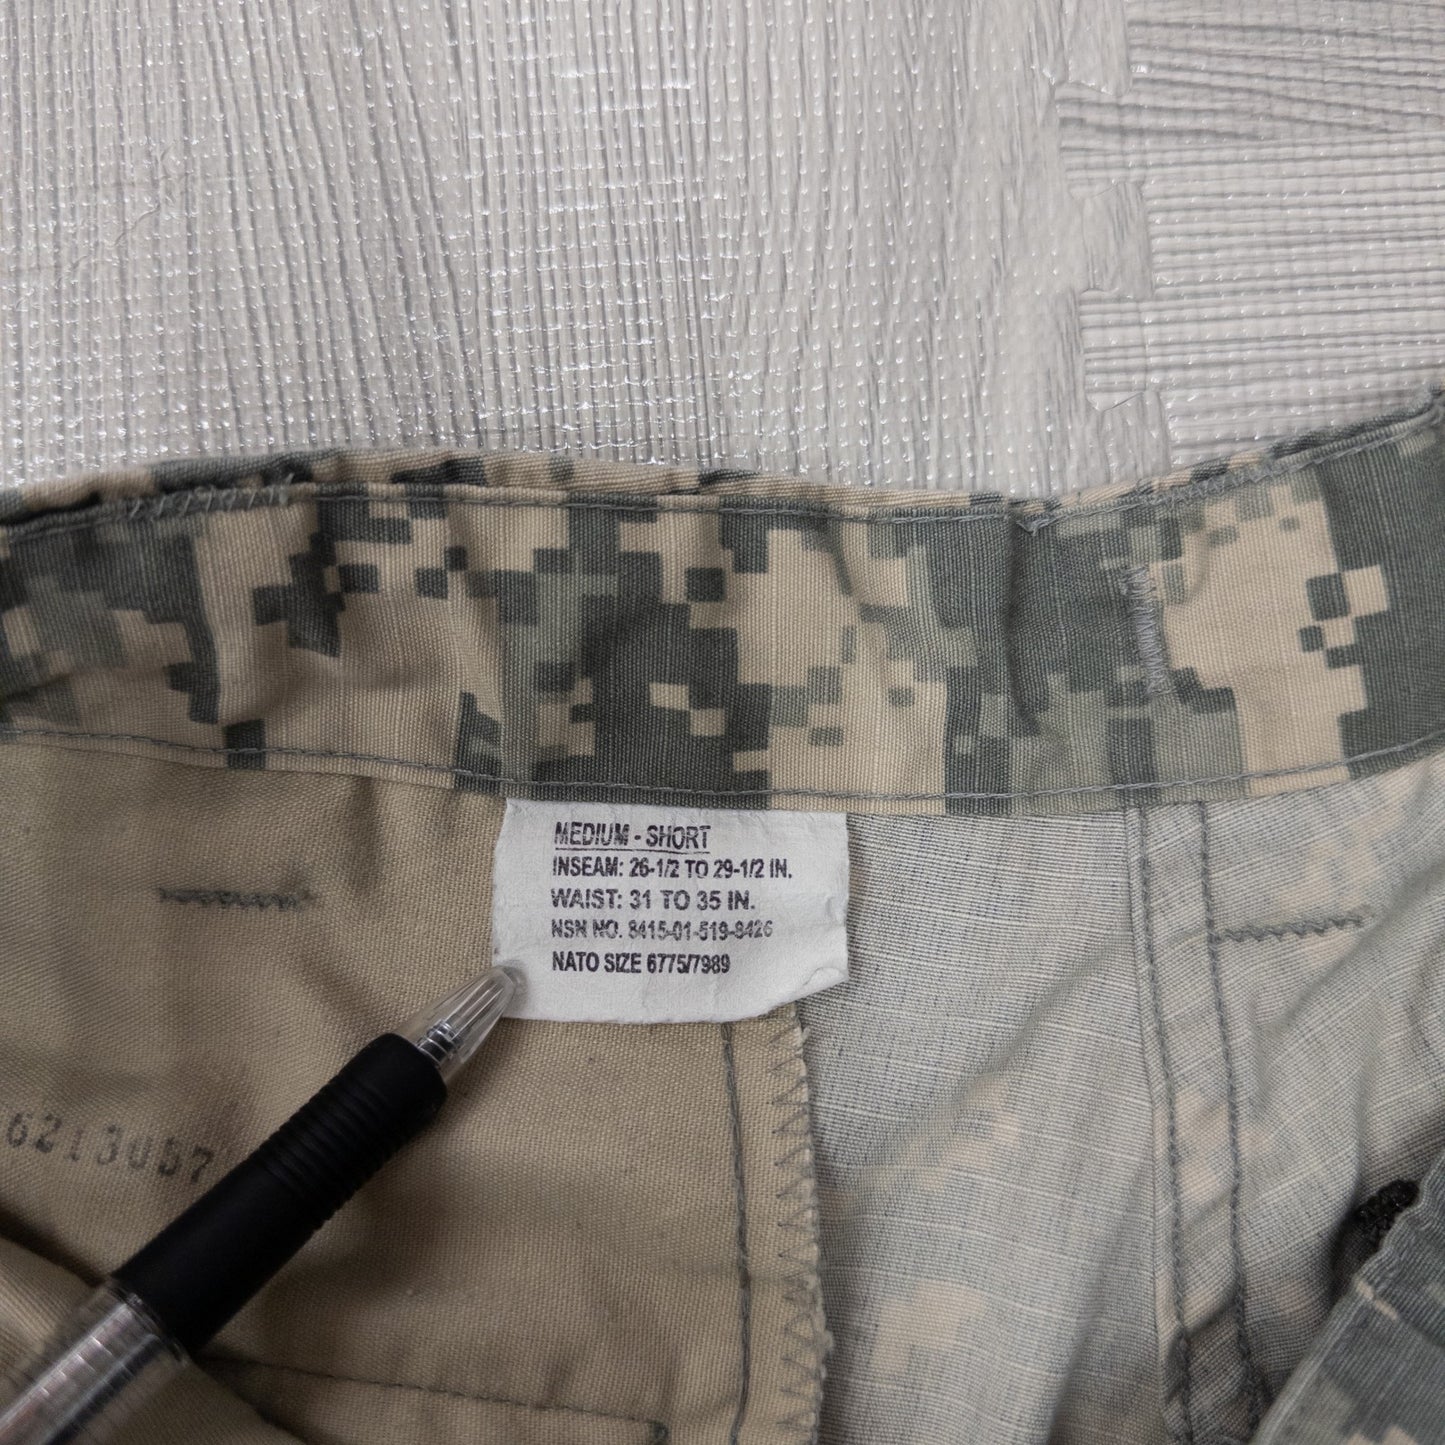 MEDIUM - SHORT
INSEAM: 26-1/2 TO 29-1/2 IN.
WAIST: 31 TO 35 IN.
NSN NO. 8415-01-519-8426
NATO SIZE 6775/7989